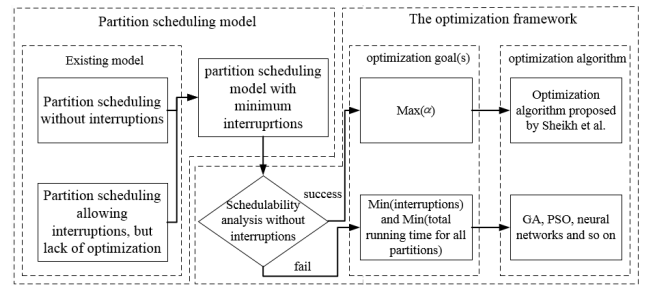 Partition scheduling model
The optimization framework
Existing model
Partition scheduling
without interruptions
Partition scheduling
allowing
interruptions, but
lack of optimization
partition scheduling
model with
minimum
interruprtions
Schedulability
analysis without
interruptions
success
fail
optimization goal(s)
Max(α)
Min(interruptions)
and Min(total
running time for all
partitions)
optimization algorithm
Optimization
algorithm proposed
by Sheikh et al.
GA, PSO, neural
networks and so on